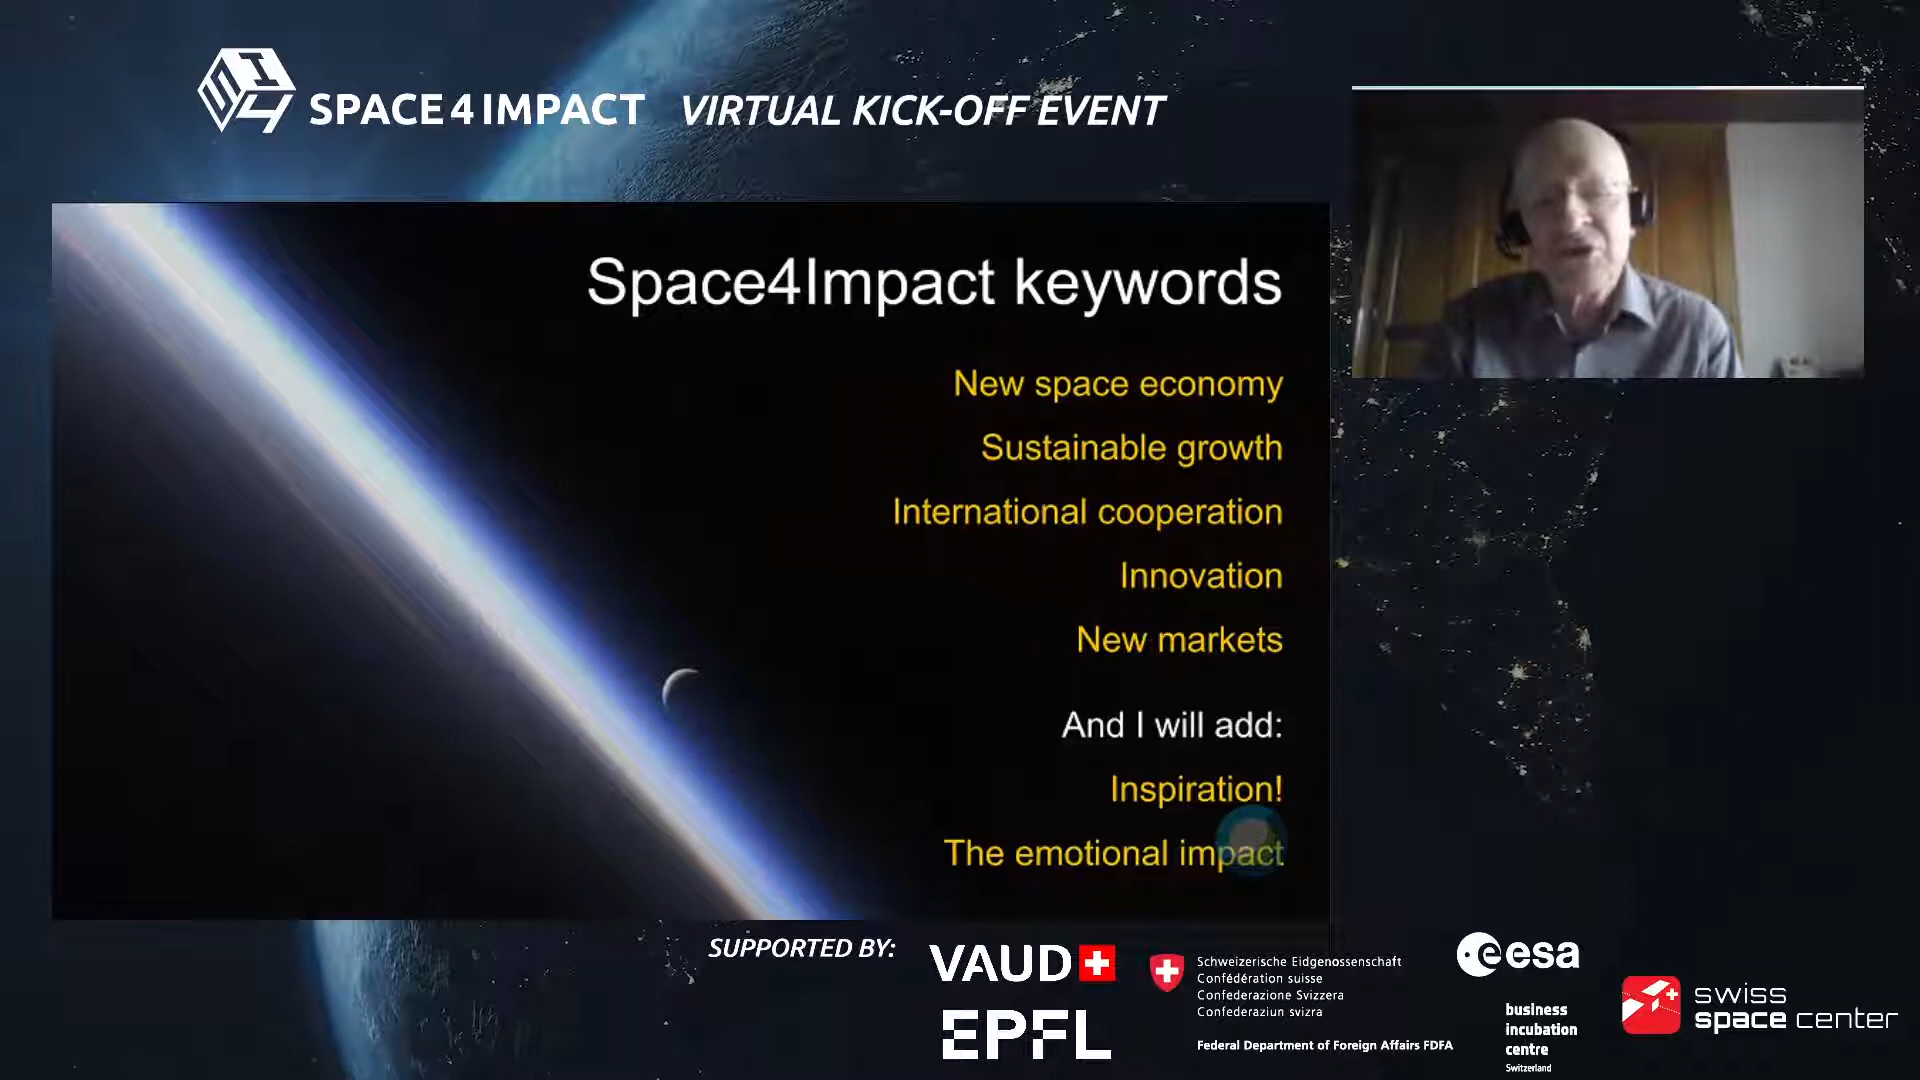 SPACE4IMPACT VIRTUAL KICK-OFF EVENT
Space4Impact keywords
New space economy
Sustainable growth
International cooperation
Innovation
New markets
And I will add:
Inspiration!
The emotional impact
SUPPORTED BY:
VAUD
EPFL
Schweizerische Eidgenossenschaft
Confédération suisse
Confederazione Svizzera
Confederaziun svizra
Federal Department of Foreign Affairs FDFA
esa
business
incubation
centre
Switzerland
swiss
space center